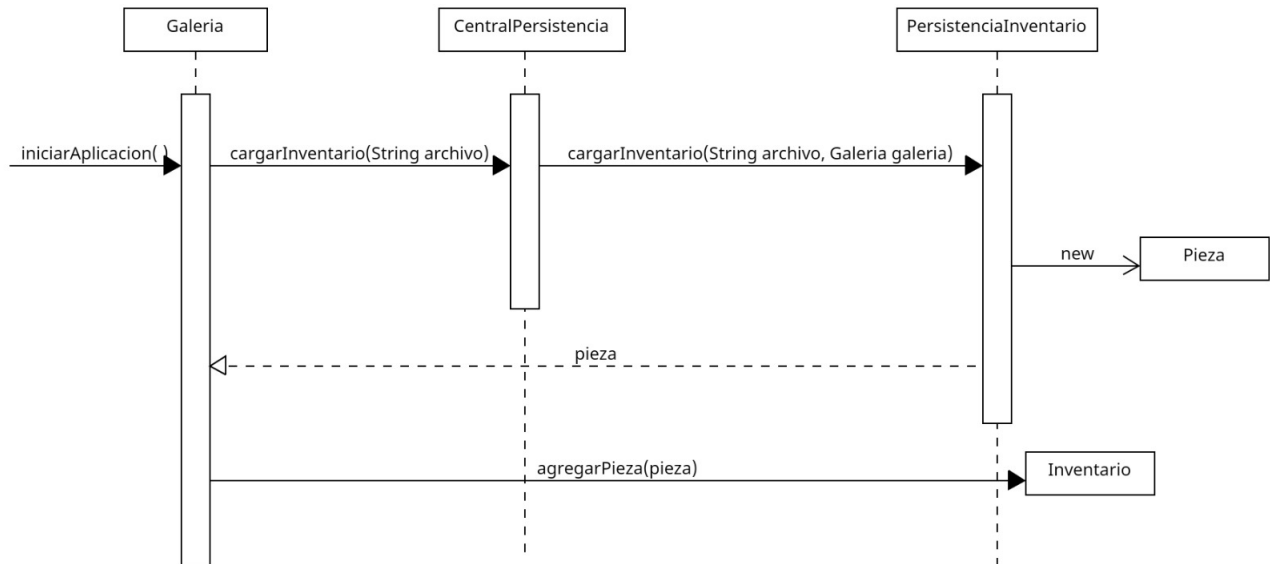 Galeria
CentralPersistencia
PersistenciaInventario
iniciarAplicacion( )
cargarInventario(String archivo)
cargarInventario(String archivo, Galeria galeria)
new
Pieza
pieza
agregarPieza(pieza)
Inventario